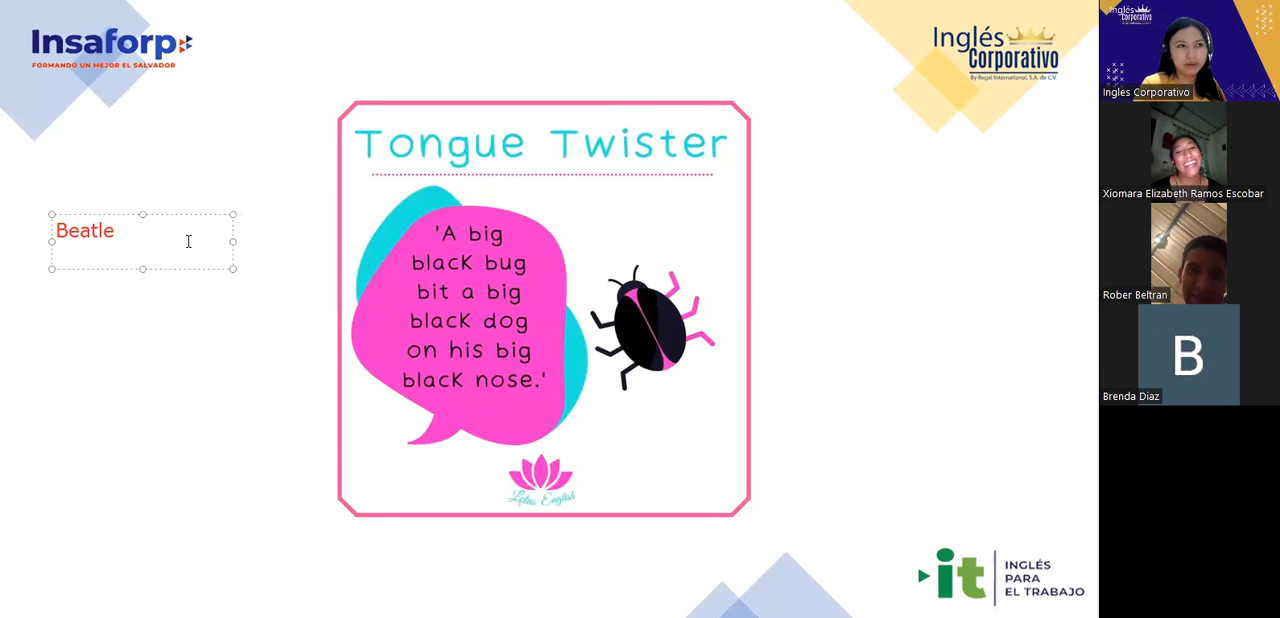 Insaforp
FORMANDO UN MEJOR EL SALVADOR
Inglés
Corporativo
By Regal International, S.A. de C.V.
Tongue Twister
Beatle
'A big
black bug
bit a big
black dog
on his big
black nose.'
Lotus English
it
INGLÉS
PARA
EL TRABAJO
Inglés
Corporativo
Ingles Corporativo
Xiomara Elizabeth Ramos Escobar
Rober Beltran
B
Brenda Diaz